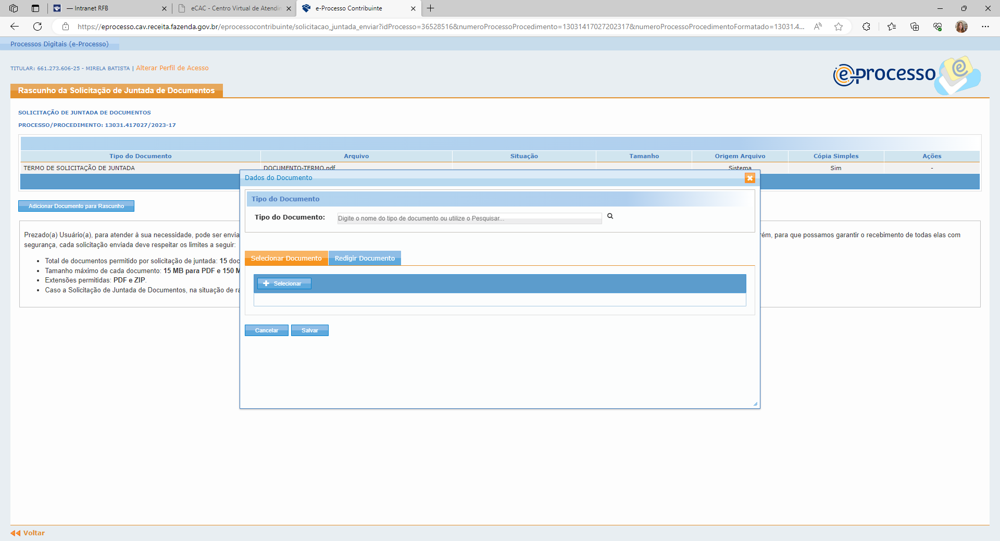 — Intranet RFB
eCAC - Centro Virtual de Atendim
e-Processo Contribuinte
https://eprocesso.cav.receita.fazenda.gov.br/eprocessocontribuinte/solicitacao_juntada_enviar?idProcesso=36528516&numeroProcessoProcedimento=13031417027202317&numeroProcessoProcedimentoFormatado=13031.4...
Processos Digitais (e-Processo)
TITULAR: 661.273.606-25 - MIRELA BATISTA | Alterar Perfil de Acesso
e-processo
Rascunho da Solicitação de Juntada de Documentos
SOLICITAÇÃO DE JUNTADA DE DOCUMENTOS
PROCESSO/PROCEDIMENTO: 13031.417027/2023-17
Tipo do Documento Arquivo Situação Tamanho Origem Arquivo Cópia Simples Ações
TERMO DE SOLICITAÇÃO DE JUNTADA DOCUMENTO-TERMO.pdf Sistema Sim -
Dados do Documento
Tipo do Documento
Adicionar Documento para Rascunho
Tipo do Documento: Digite o nome do tipo de documento ou utilize o Pesquisar...
Prezado(a) Usuário(a), para atender à sua necessidade, pode ser envia
rém, para que possamos garantir o recebimento de todas elas com
segurança, cada solicitação enviada deve respeitar os limites a seguir:
• Total de documentos permitido por solicitação de juntada: 15 doc
• Tamanho máximo de cada documento: 15 MB para PDF e 150 M
• Extensões permitidas: PDF e ZIP.
• Caso a Solicitação de Juntada de Documentos, na situação de ra
Selecionar Documento Redigir Documento
Selecionar
Cancelar Salvar
Voltar